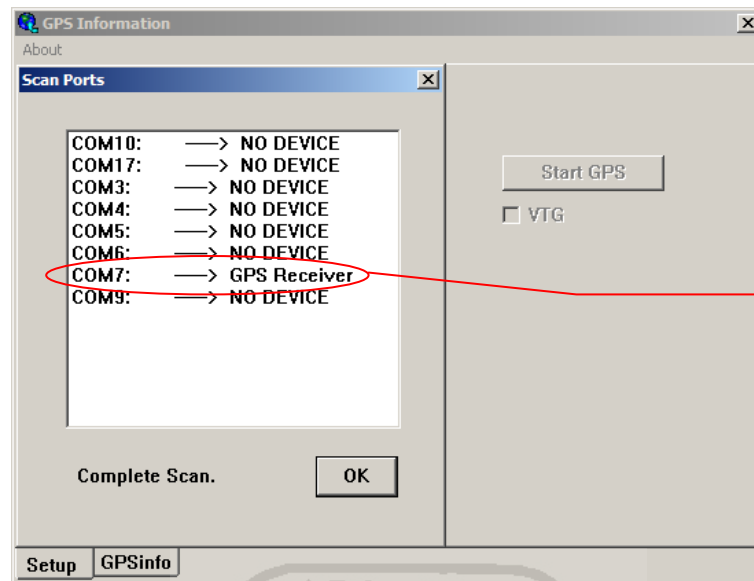 GPS Information
About
Scan Ports
COM10: ——> NO DEVICE
COM17: ——> NO DEVICE
COM3: ——> NO DEVICE
COM4: ——> NO DEVICE
COM5: ——> NO DEVICE
COM6: ——> NO DEVICE
COM7: ——> GPS Receiver
COM9: ——> NO DEVICE
Complete Scan.
OK
Start GPS
VTG
Setup
GPSinfo